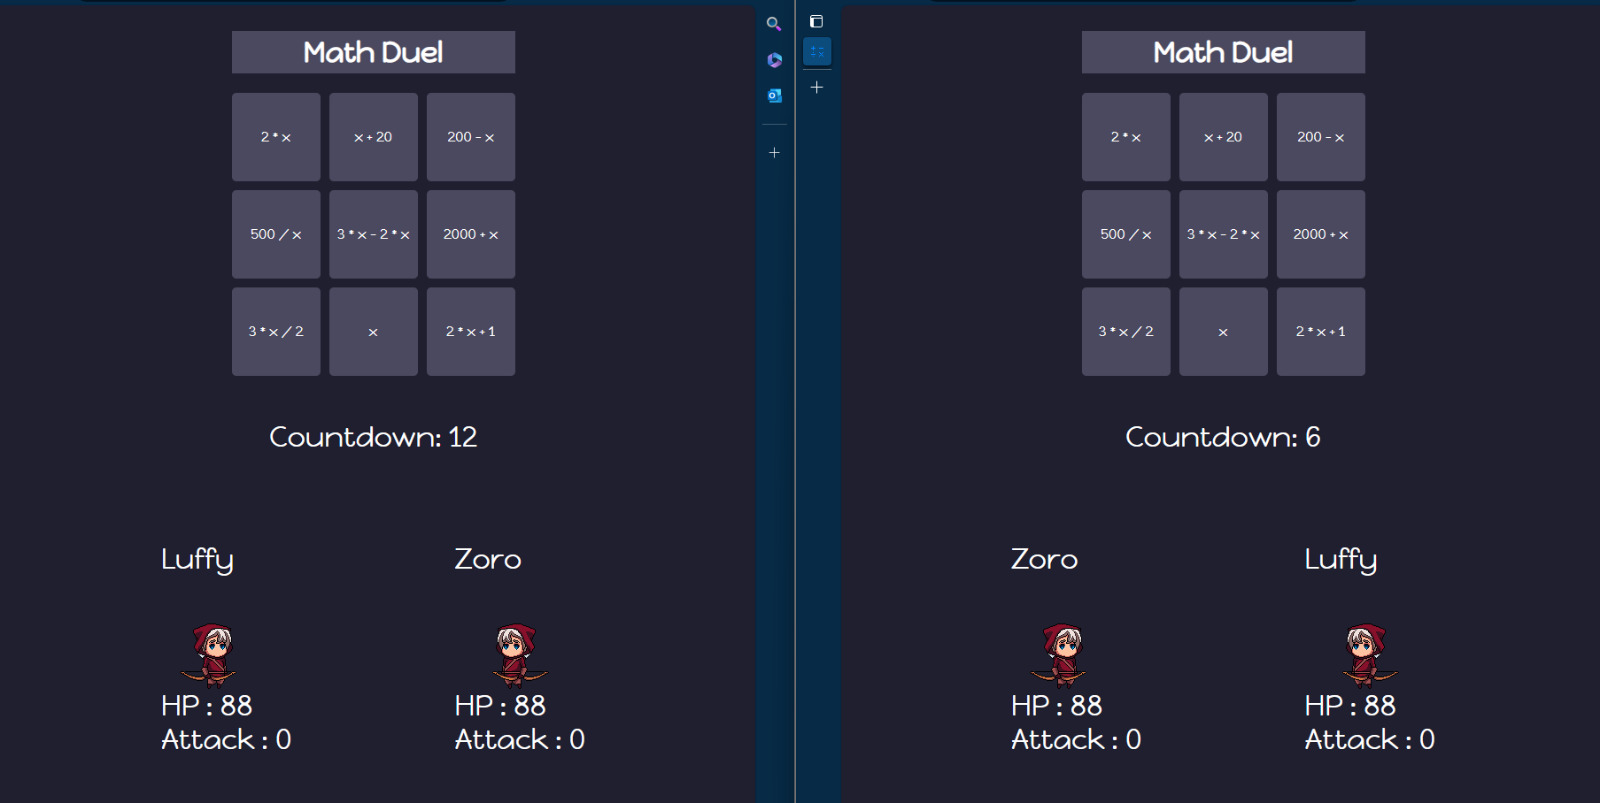 Math Duel
2 * x
x + 20
200 - x
500 / x
3 * x - 2 * x
2000 + x
3 * x / 2
x
2 * x + 1
Countdown: 12
Luffy
Zoro
HP : 88
HP : 88
Attack : 0
Attack : 0
Math Duel
2 * x
x + 20
200 - x
500 / x
3 * x - 2 * x
2000 + x
3 * x / 2
x
2 * x + 1
Countdown: 6
Zoro
Luffy
HP : 88
HP : 88
Attack : 0
Attack : 0